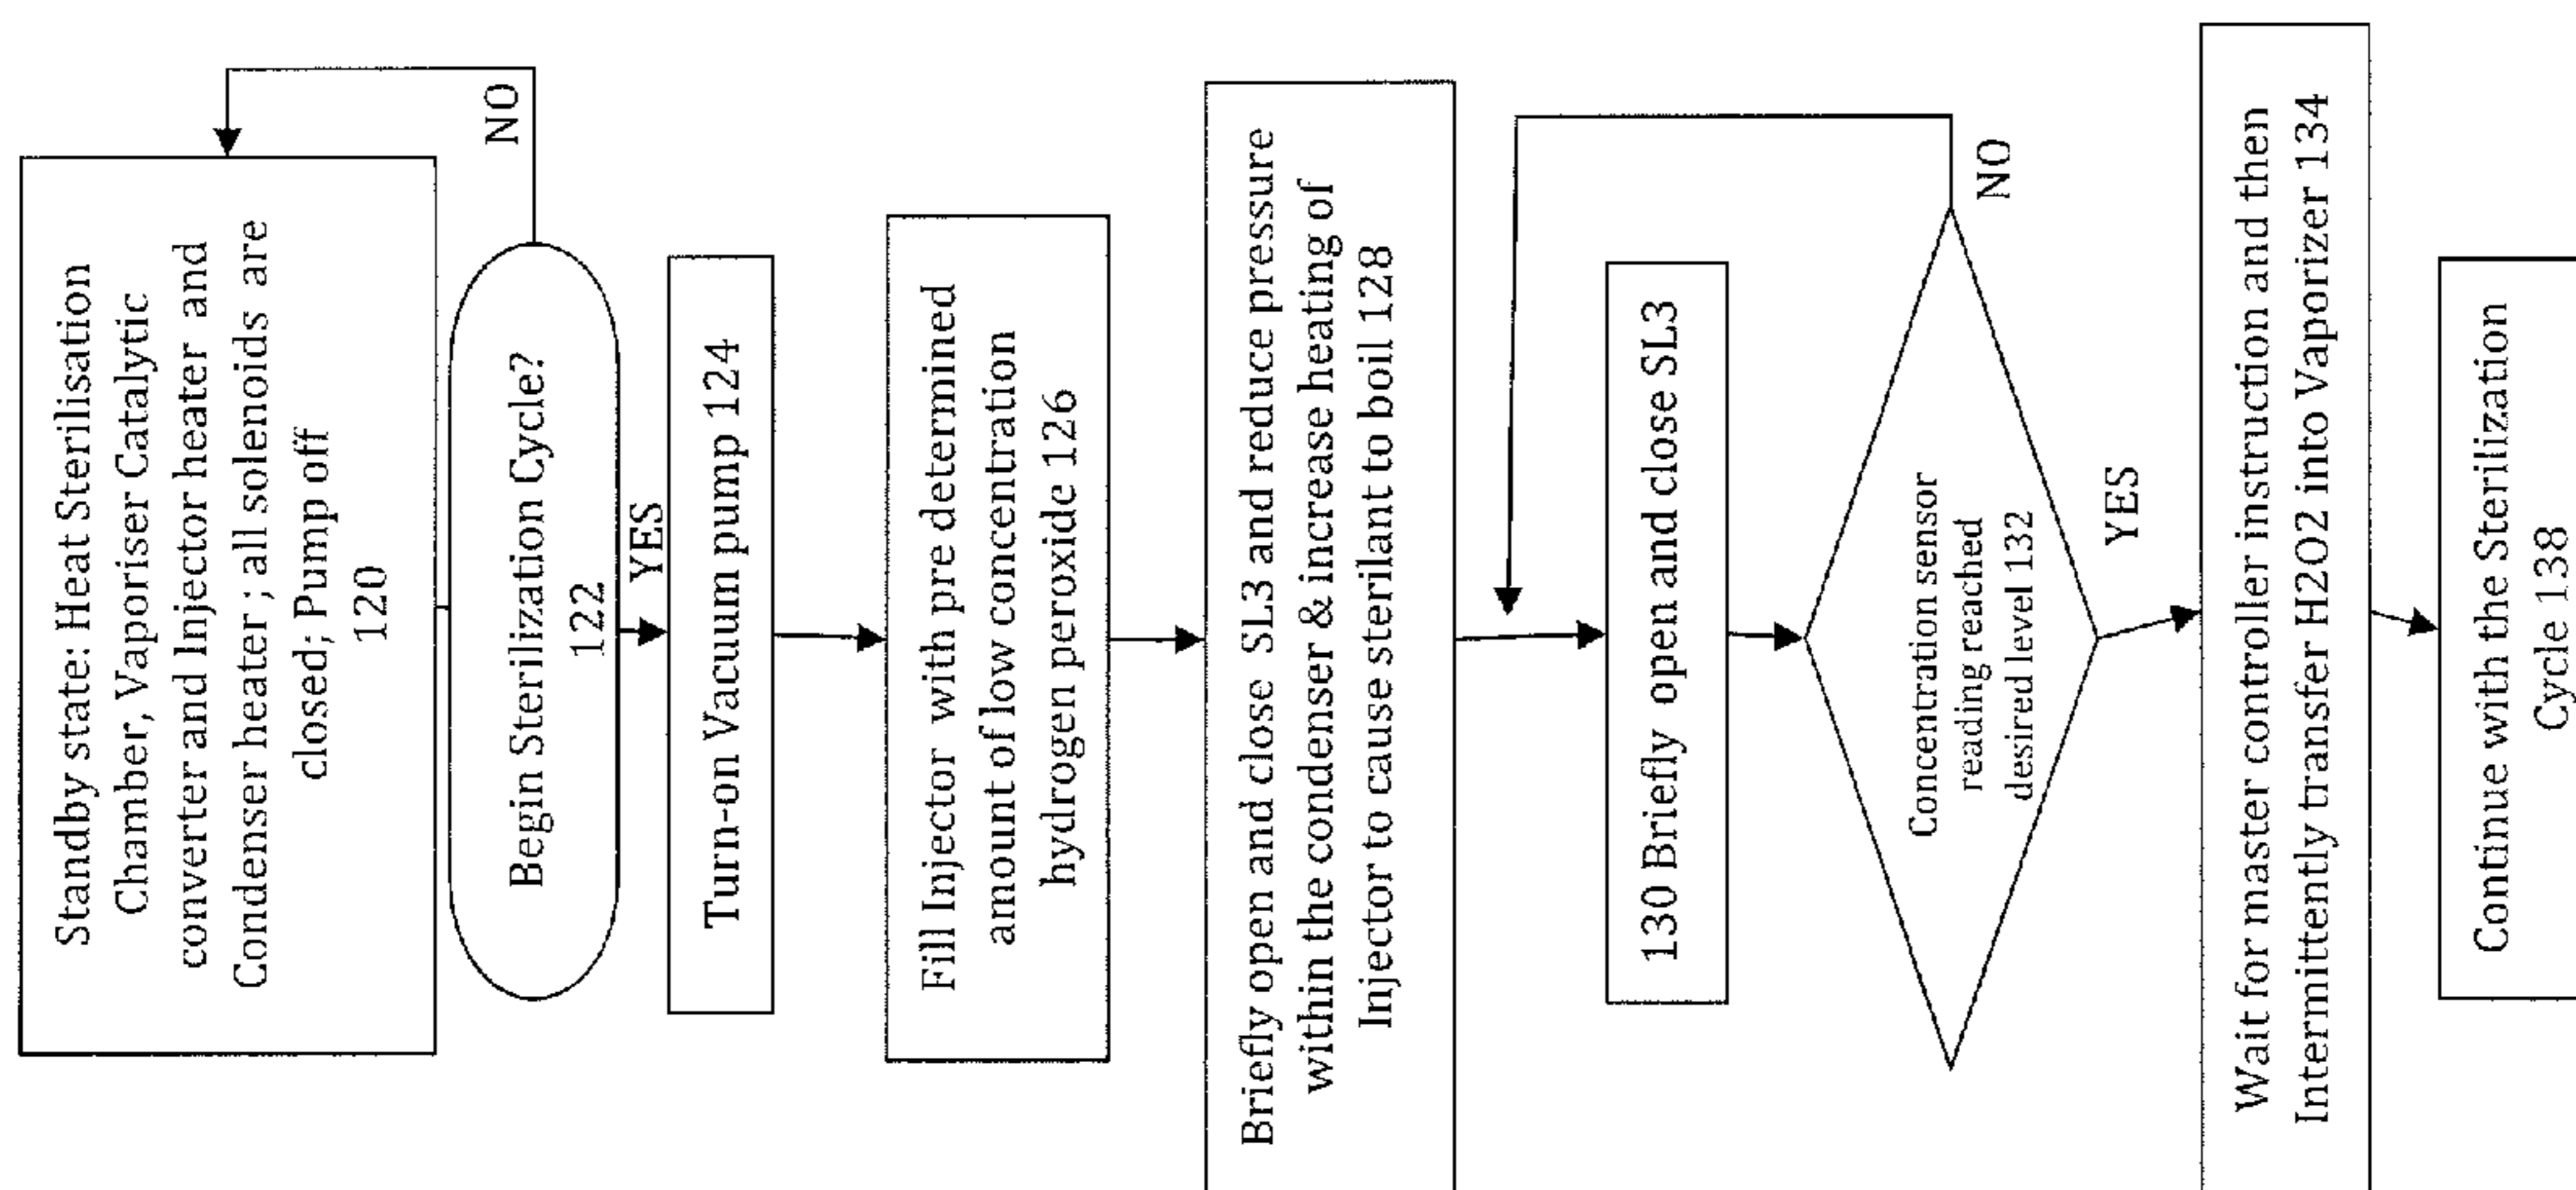 Standby state: Heat Sterilisation
Chamber, Vaporiser Catalytic
converter and Injector heater and
Condenser heater ; all solenoids are
closed; Pump off
120
NO
Begin Sterilization Cycle?
122
YES
Turn-on Vacuum pump 124
Fill Injector with pre determined
amount of low concentration
hydrogen peroxide 126
Briefly open and close SL3 and reduce pressure
within the condenser & increase heating of
Injector to cause sterilant to boil 128
130 Briefly open and close SL3
Concentration sensor
reading reached
desired level 132
NO
YES
Wait for master controller instruction and then
Intermittently transfer H2O2 into Vaporizer 134
Continue with the Sterilization
Cycle 138